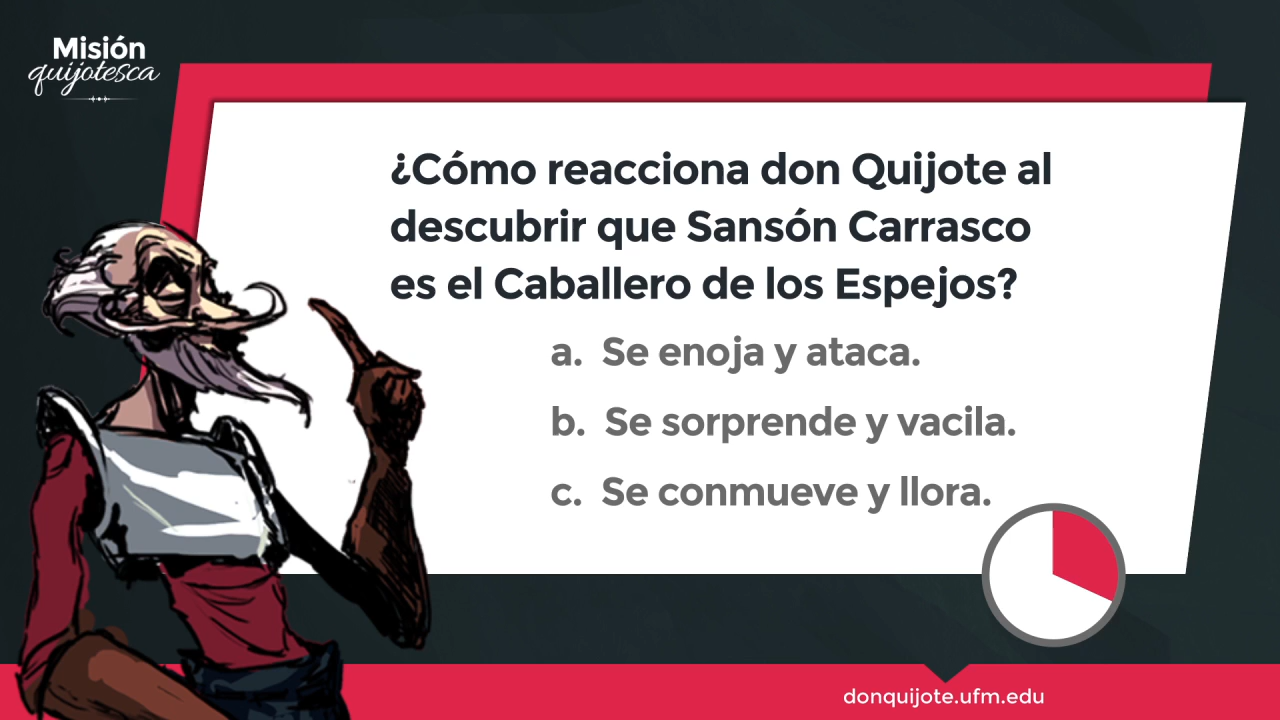 Misión
quijotesca
¿Cómo reacciona don Quijote al
descubrir que Sansón Carrasco
es el Caballero de los Espejos?
a. Se enoja y ataca.
b. Se sorprende y vacila.
c. Se conmueve y llora.
donquijote.ufm.edu